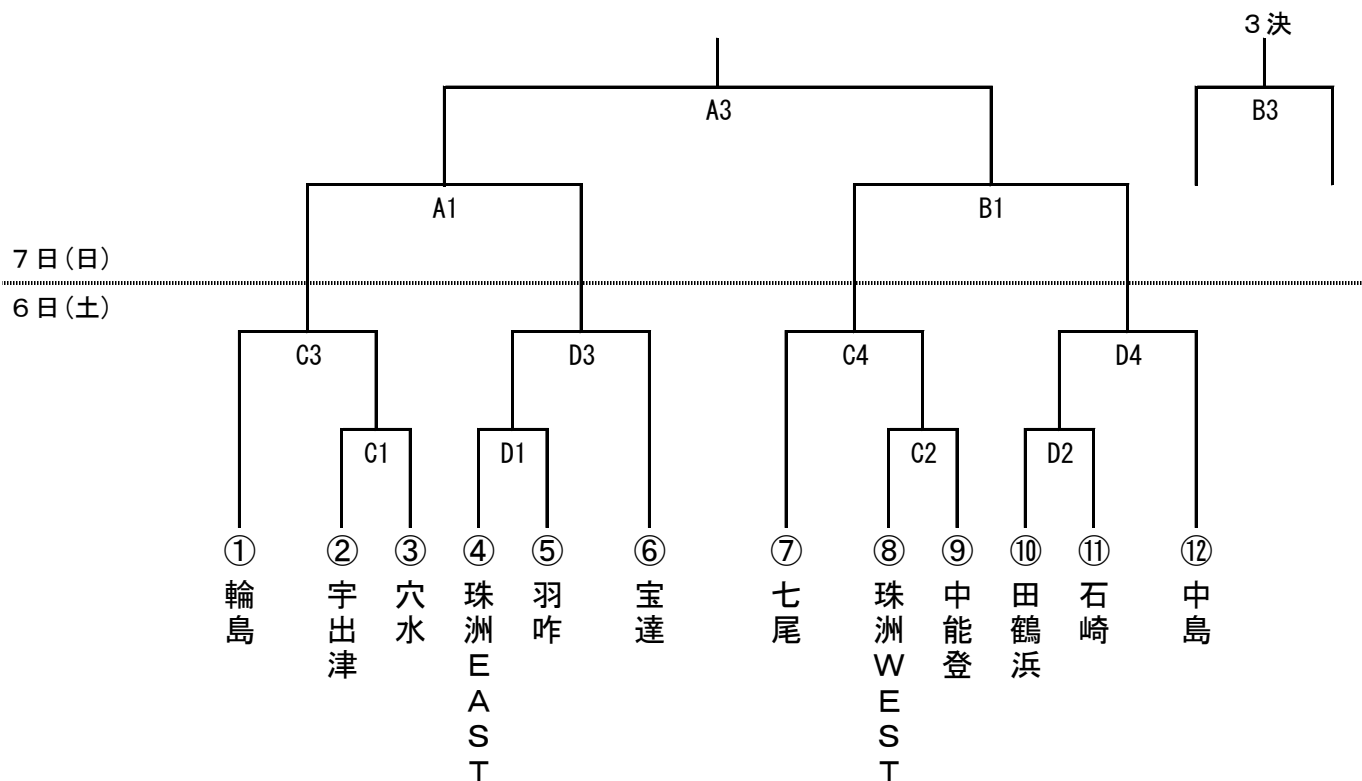 3決
A3
B3
A1
B1
7日(日)
6日(土)
C3
D3
C4
D4
C1
D1
C2
D2
①
②
③
④
⑤
⑥
⑦
⑧
⑨
⑩
⑪
⑫
輪島
宇出津
穴水
珠洲EAST
羽咋
宝達
七尾
珠洲WEST
中能登
田鶴浜
石崎
中島